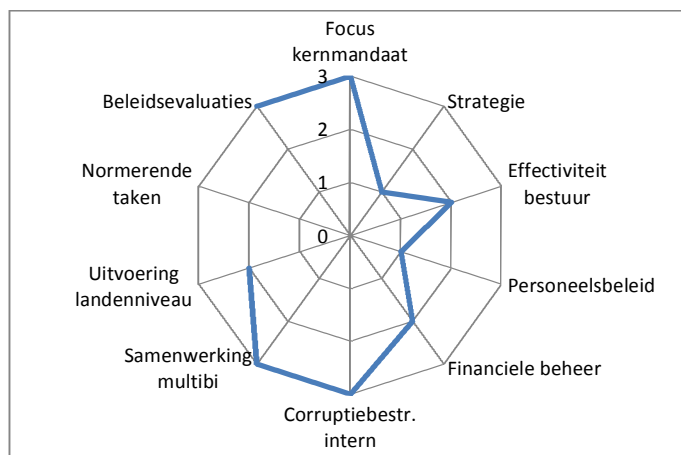 Focus
kernmandaat
Strategie
Effectiviteit
bestuur
Personeelsbeleid
Financiele beheer
Corruptiebestr.
intern
Samenwerking
multibi
Uitvoering
landenniveau
Normerende
taken
Beleidsevaluaties
3
2
1
0